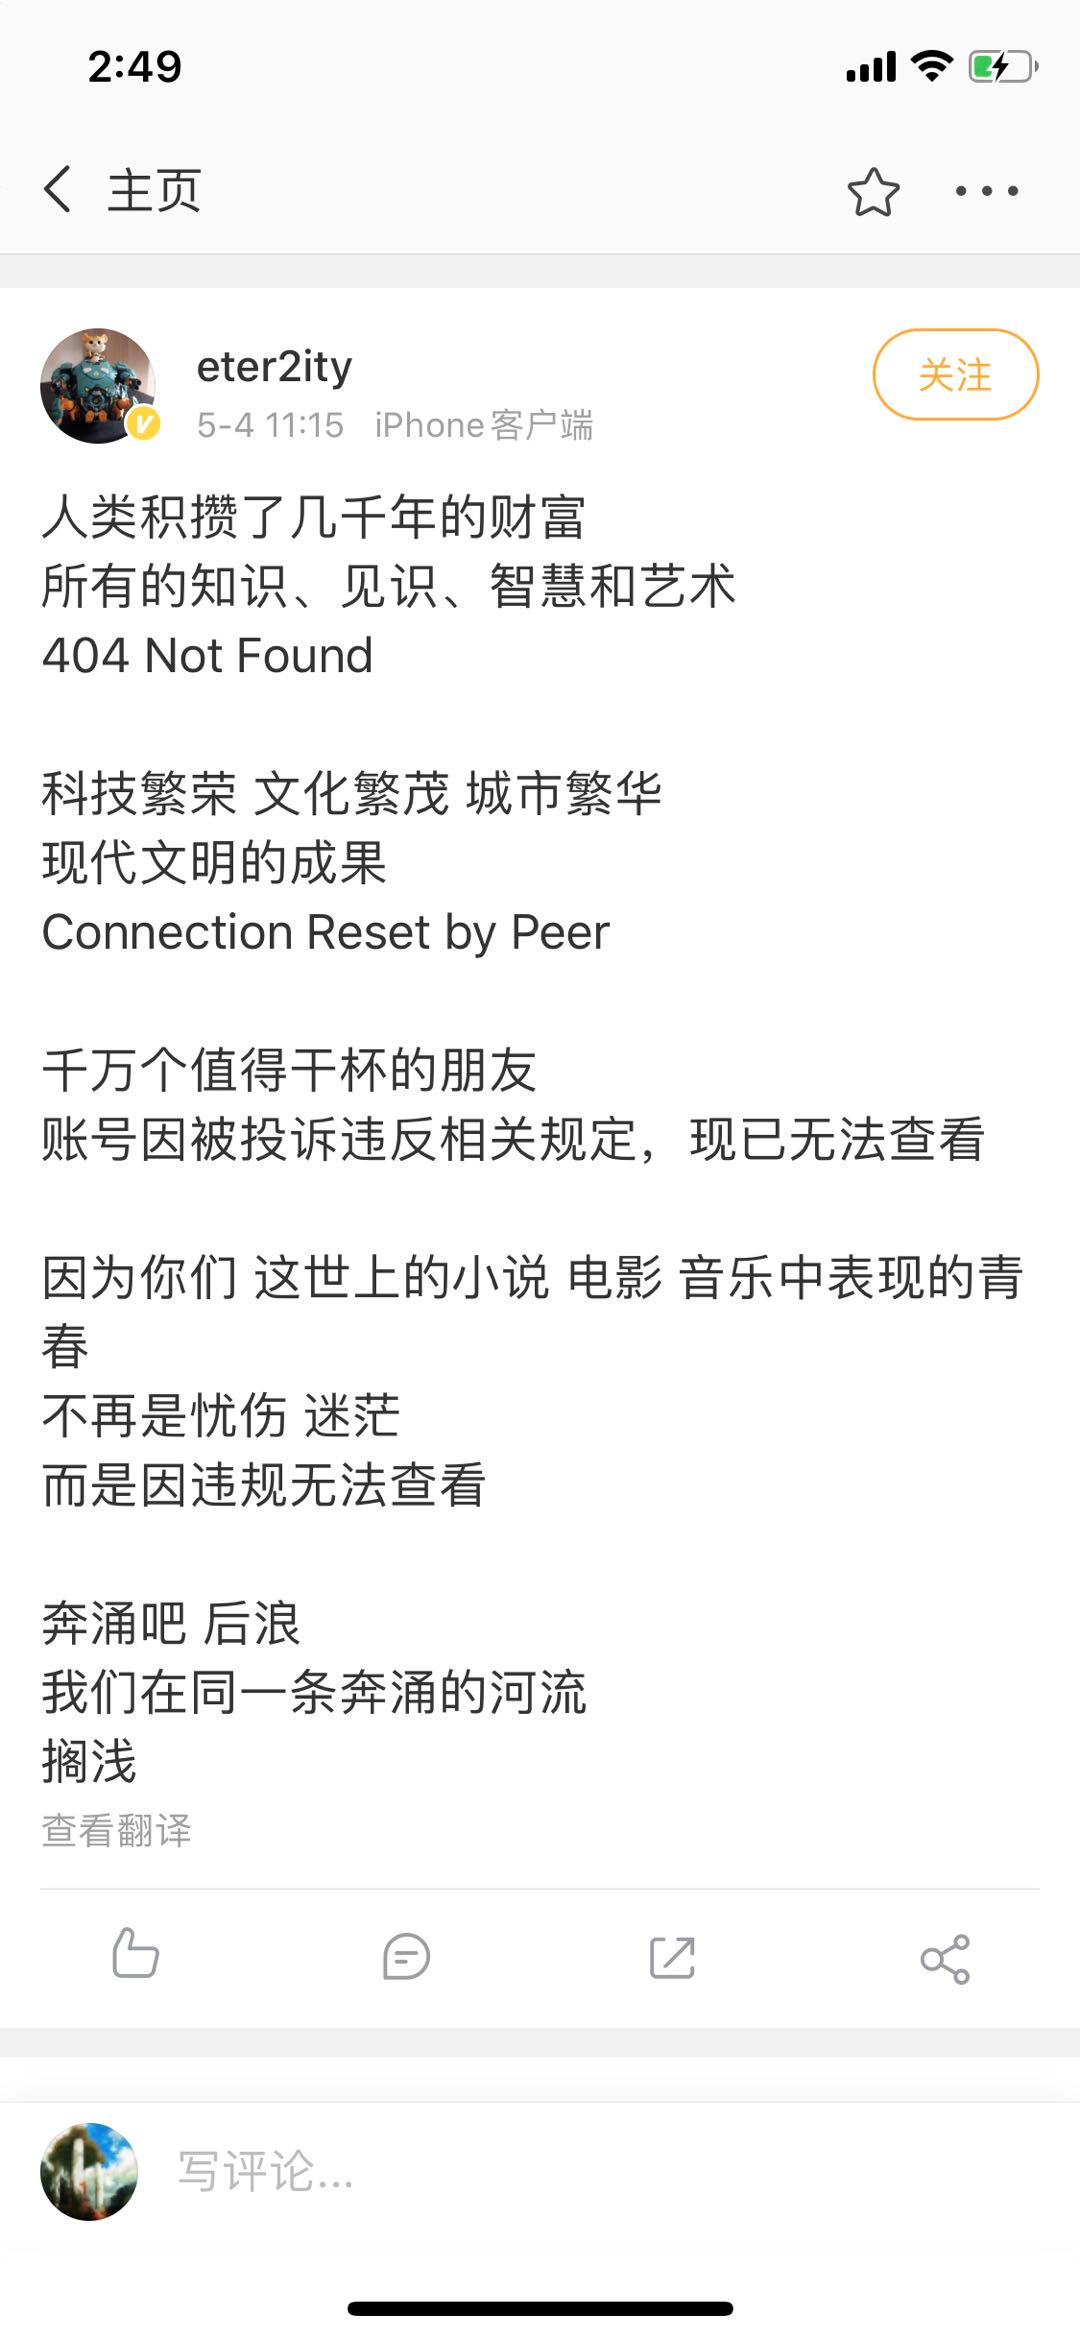 2:49
主页
eter2ity
关注
5-4 11:15 iPhone客户端
人类积攒了几千年的财富
所有的知识、见识、智慧和艺术
404 Not Found
科技繁荣 文化繁茂 城市繁华
现代文明的成果
Connection Reset by Peer
千万个值得干杯的朋友
账号因被投诉违反相关规定，现已无法查看
因为你们 这世上的小说 电影 音乐中表现的青
春
不再是忧伤 迷茫
而是因违规无法查看
奔涌吧 后浪
我们在同一条奔涌的河流
搁浅
查看翻译
写评论...